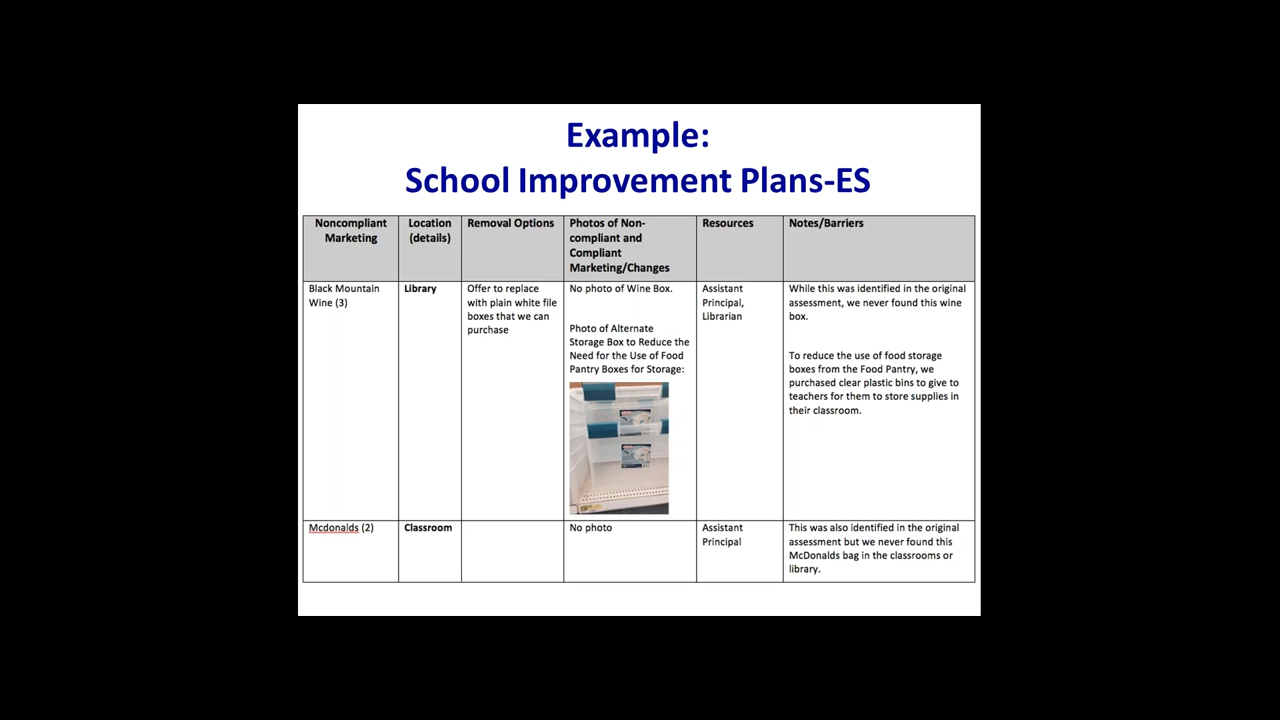 Example:
School Improvement Plans-ES
Noncompliant
Marketing
Location
(details)
Removal Options
Photos of Non-
compliant and
Compliant
Marketing/Changes
Resources
Notes/Barriers
Black Mountain
Wine (3)
Library
Offer to replace
with plain white file
boxes that we can
purchase
No photo of Wine Box.
Photo of Alternate
Storage Box to Reduce the
Need for the Use of Food
Pantry Boxes for Storage:
Assistant
Principal,
Librarian
While this was identified in the original
assessment, we never found this wine
box.
To reduce the use of food storage
boxes from the Food Pantry, we
purchased clear plastic bins to give to
teachers for them to store supplies in
their classroom.
Mcdonalds (2)
Classroom
No photo
Assistant
Principal
This was also identified in the original
assessment but we never found this
McDonalds bag in the classrooms or
library.